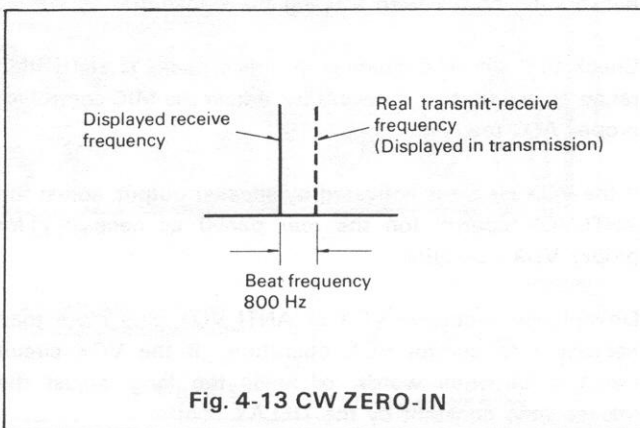 Displayed receive
frequency
Real transmit-receive
frequency
(Displayed in transmission)
Beat frequency
800 Hz
Fig. 4-13 CW ZERO-IN